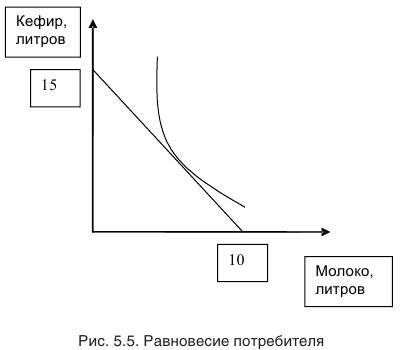 Кефир,
литров
15
10
Молоко,
литров
Рис. 5.5. Равновесие потребителя